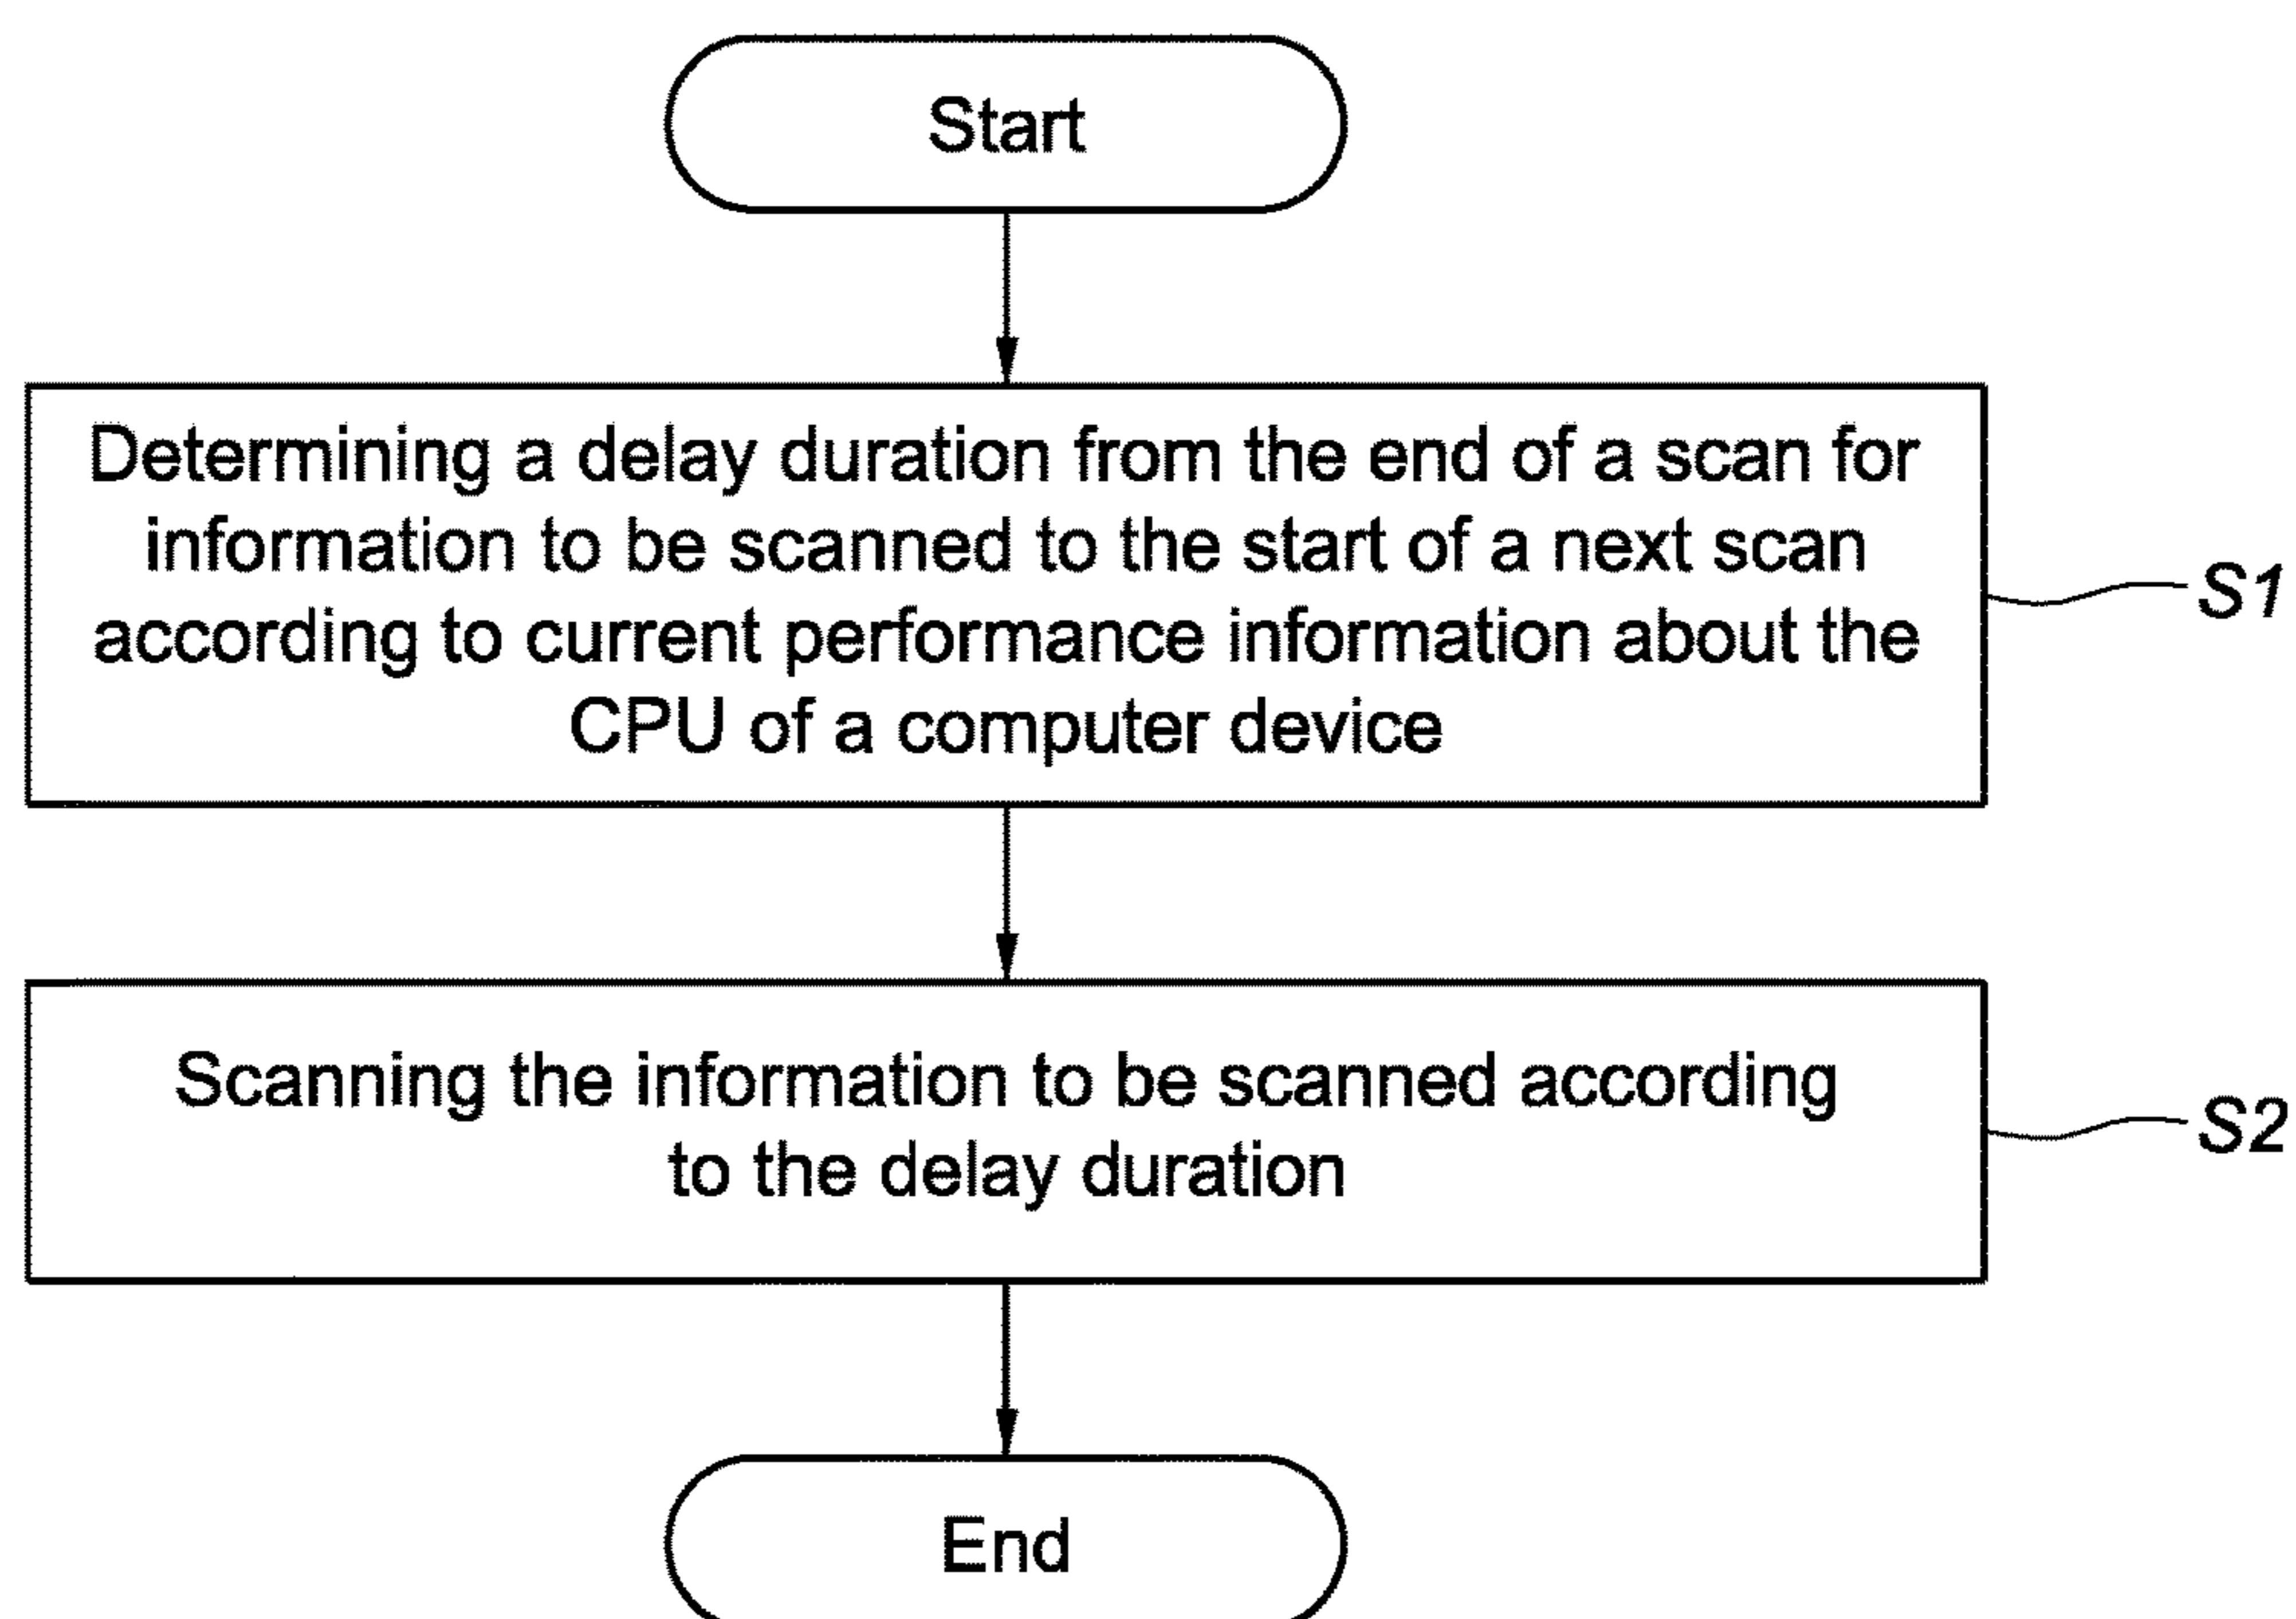 Start
Determining a delay duration from the end of a scan for
information to be scanned to the start of a next scan
according to current performance information about the
CPU of a computer device
S1
Scanning the information to be scanned according
to the delay duration
S2
End